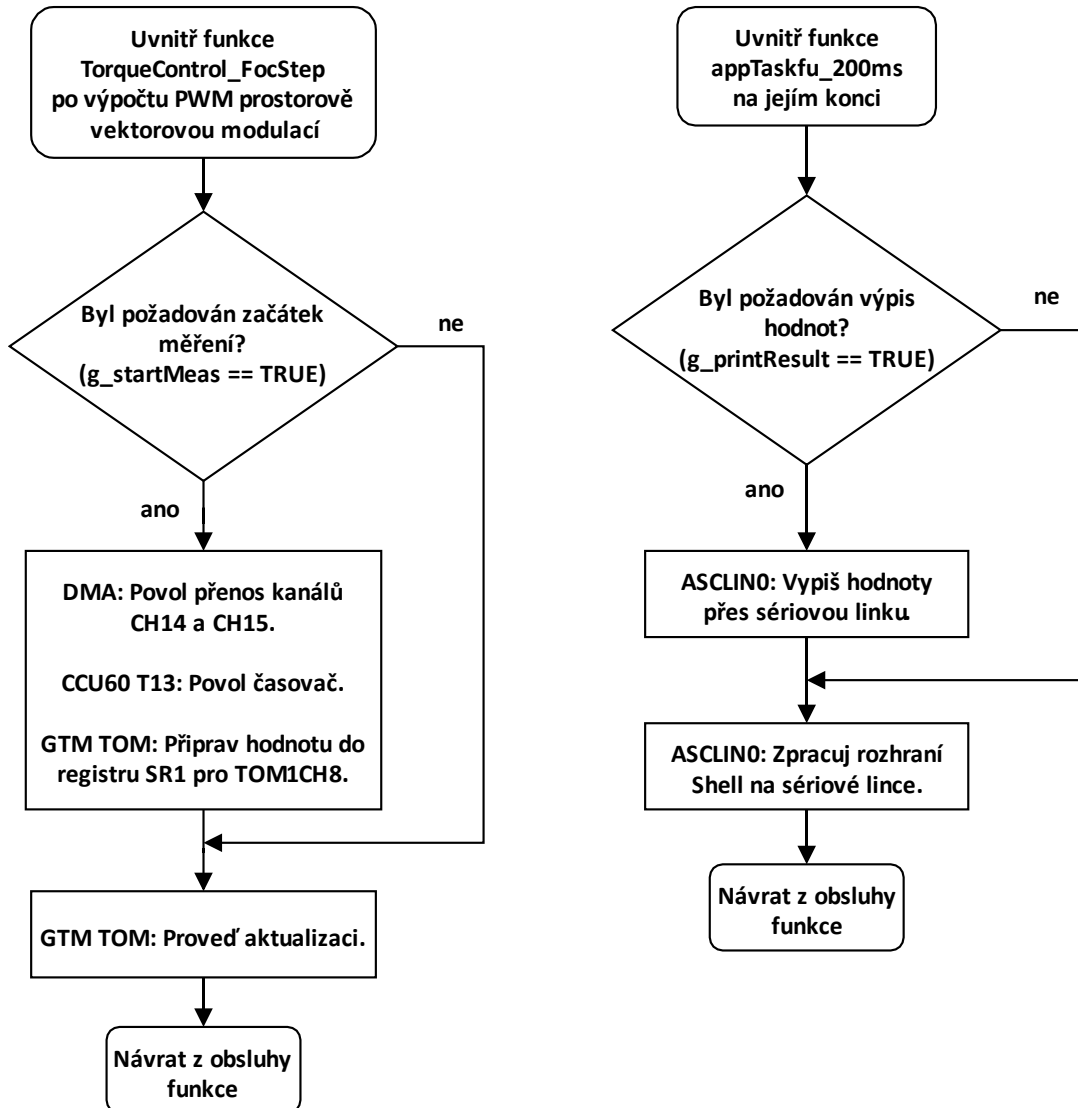 Uvnitř funkce
TorqueControl_FocStep
po výpočtu PWM prostorově
vektorovou modulací
Byl požadován začátek
měření?
(g_startMeas == TRUE)
ne
ano
DMA: Povol přenos kanálů
CH14 a CH15.
CCU60 T13: Povol časovač.
GTM TOM: Připrav hodnotu do
registru SR1 pro TOM1CH8.
GTM TOM: Proveď aktualizaci.
Návrat z obsluhy
funkce
Uvnitř funkce
appTaskfu_200ms
na jejím konci
Byl požadován výpis
hodnot?
(g_printResult == TRUE)
ne
ano
ASCLIN0: Vypiš hodnoty
přes sériovou linku.
ASCLIN0: Zpracuj rozhraní
Shell na sériové lince.
Návrat z obsluhy
funkce